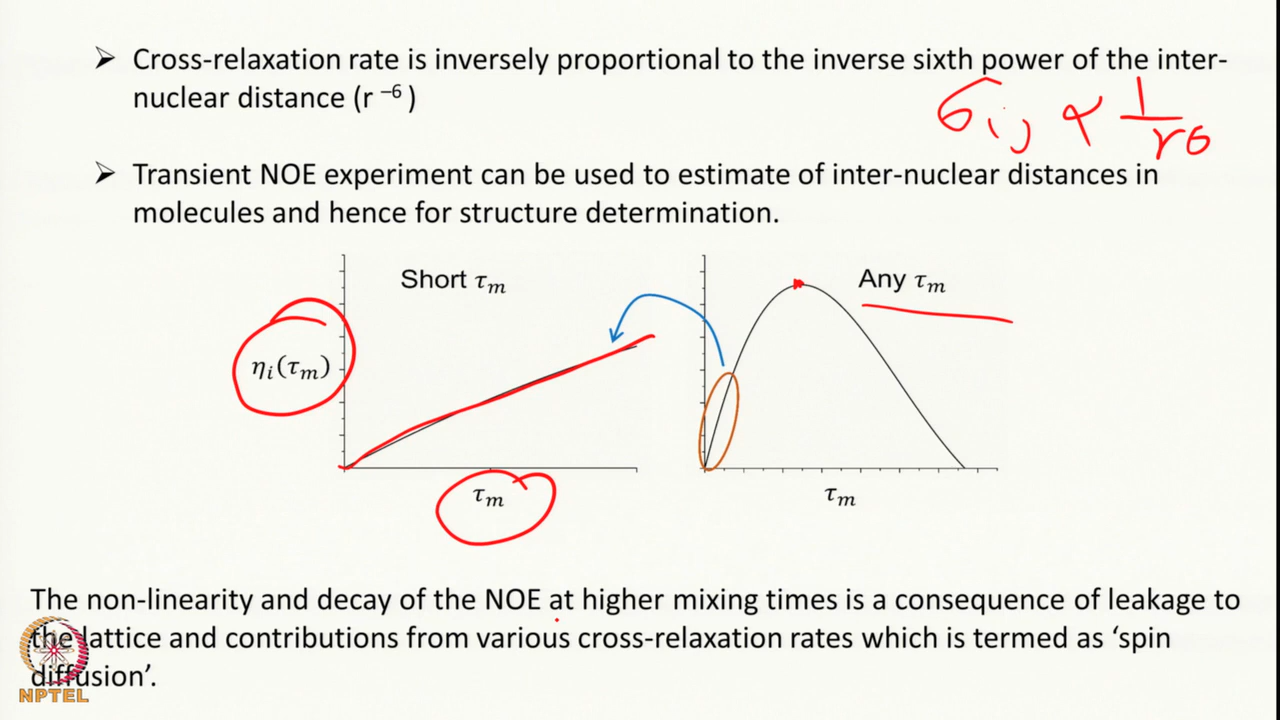 ➢ Cross-relaxation rate is inversely proportional to the inverse sixth power of the inter-
nuclear distance (r ⁻⁶ )
σᵢⱼ ∝ 1/r6
➢ Transient NOE experiment can be used to estimate of inter-nuclear distances in
molecules and hence for structure determination.
Short τₘ
Any τₘ
ηᵢ(τₘ)
τₘ
τₘ
The non-linearity and decay of the NOE at higher mixing times is a consequence of leakage to
the lattice and contributions from various cross-relaxation rates which is termed as ‘spin
diffusion’.
NPTEL